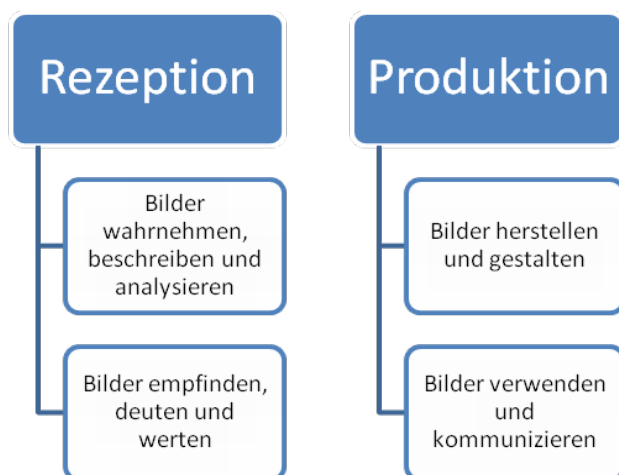 Rezeption
Bilder
wahrnehmen,
beschreiben und
analysieren
Bilder empfinden,
deuten und
werten
Produktion
Bilder herstellen
und gestalten
Bilder verwenden
und
kommunizieren